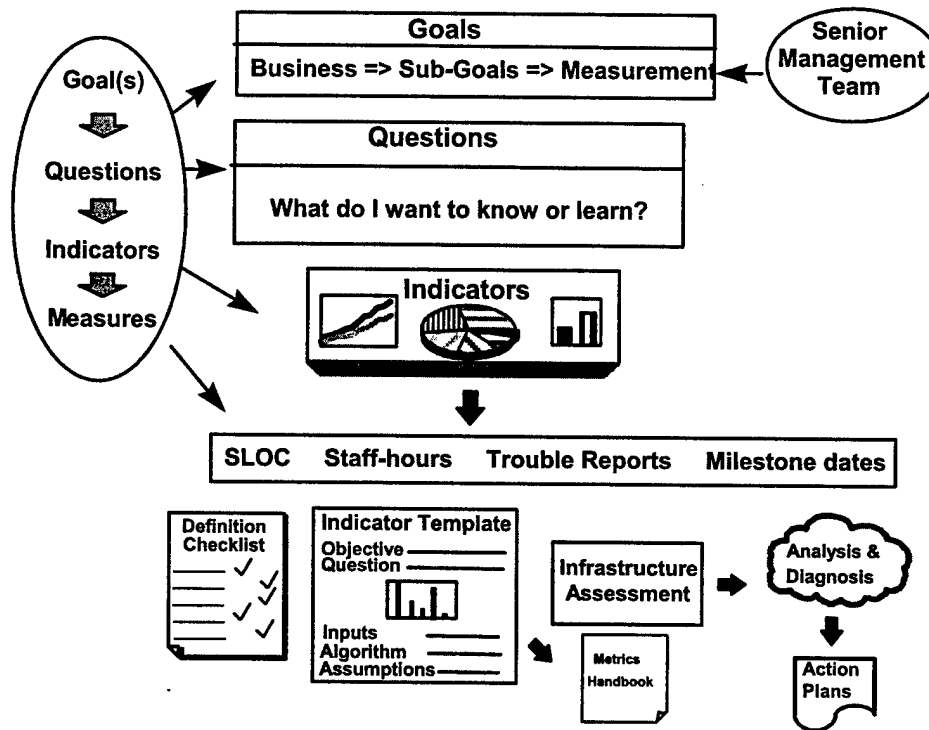 Goal(s)
Questions
Indicators
Measures
Goals
Business => Sub-Goals => Measurement
Senior
Management
Team
Questions
What do I want to know or learn?
Indicators
SLOC Staff-hours Trouble Reports Milestone dates
Definition
Checklist
Indicator Template
Objective
Question
Inputs
Algorithm
Assumptions
Infrastructure
Assessment
Metrics
Handbook
Analysis &
Diagnosis
Action
Plans